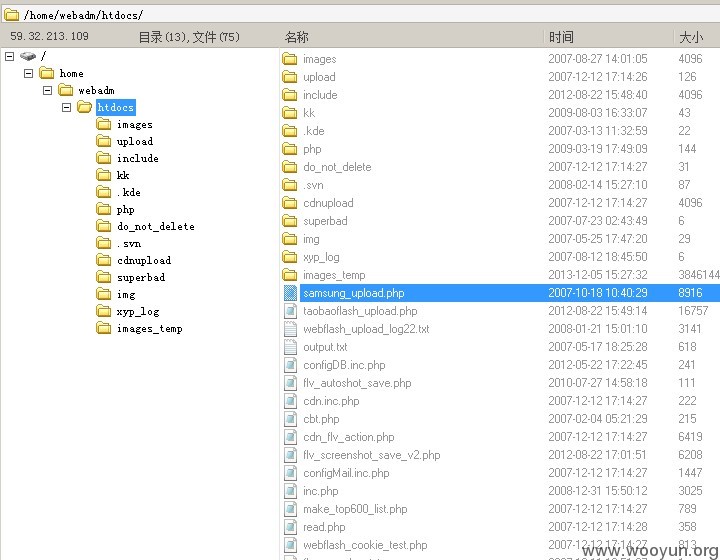 /home/webadm/htdocs/
59.32.213.109 目录(13),文件(75) 名称 时间 大小
/
home
webadm
htdocs
images
upload
include
kk
.kde
php
do_not_delete
.svn
cdnupload
superbad
img
xyp_log
images_temp
images 2007-08-27 14:01:05 4096
upload 2007-12-12 17:14:26 126
include 2012-08-22 15:48:40 4096
kk 2009-08-03 16:33:07 43
.kde 2007-03-13 11:32:59 22
php 2009-03-19 17:49:09 144
do_not_delete 2007-12-12 17:14:27 31
.svn 2008-02-14 15:27:10 87
cdnupload 2007-12-12 17:14:27 4096
superbad 2007-07-23 02:43:49 6
img 2007-05-25 17:47:20 29
xyp_log 2007-08-12 18:45:50 6
images_temp 2013-12-05 15:27:32 3846144
samsung_upload.php 2007-10-18 10:40:29 8916
taobaoflash_upload.php 2012-08-22 15:49:14 16757
webflash_upload_log22.txt 2008-01-21 15:01:10 3141
output.txt 2007-05-17 18:25:28 618
configDB.inc.php 2012-05-22 17:22:45 241
flv_autoshot_save.php 2010-07-27 14:58:18 111
cdn.inc.php 2007-12-12 17:14:27 222
cbt.php 2007-02-04 05:21:29 215
cdn_flv_action.php 2007-12-12 17:14:27 6419
flv_screenshot_save_v2.php 2012-08-22 17:01:51 6208
configMail.inc.php 2007-12-12 17:14:27 1447
inc.php 2008-12-31 15:50:12 3025
make_top600_list.php 2007-12-12 17:14:27 789
read.php 2007-12-12 17:14:28 358
webflash_cookie_test.php 2007-12-12 17:14:27 813
www.wooyun.org